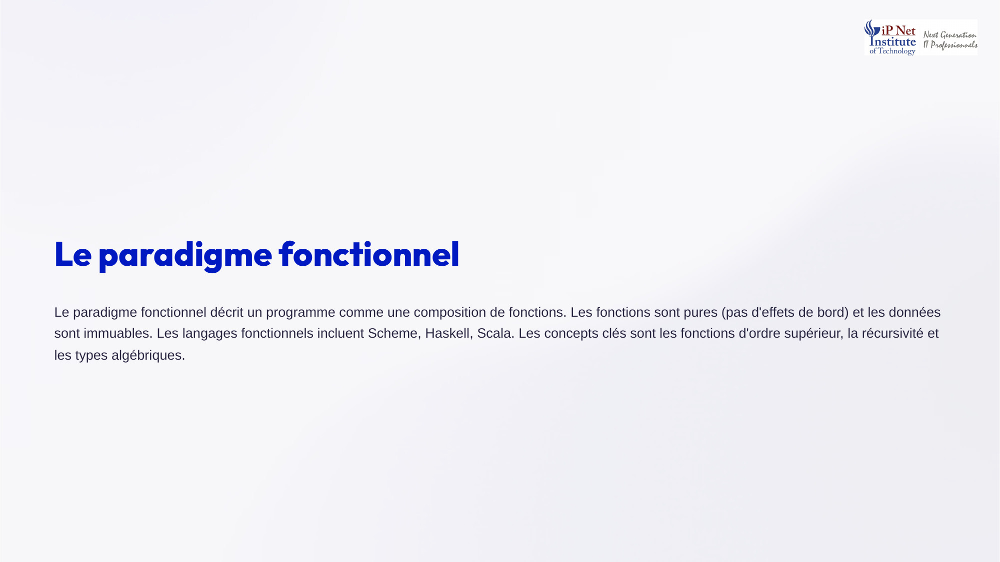 iP Net
Institute
of Technology
Next Generation
IT Professionnels
Le paradigme fonctionnel
Le paradigme fonctionnel décrit un programme comme une composition de fonctions. Les fonctions sont pures (pas d'effets de bord) et les données
sont immuables. Les langages fonctionnels incluent Scheme, Haskell, Scala. Les concepts clés sont les fonctions d'ordre supérieur, la récursivité et
les types algébriques.